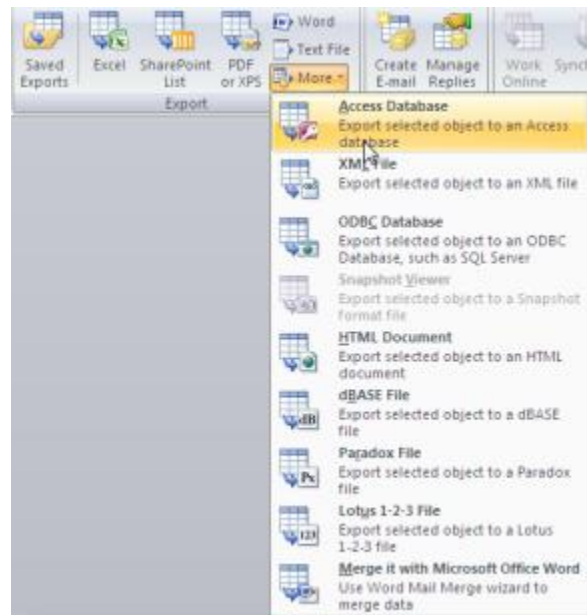 Word
Text File
More
Saved Exports
Excel
SharePoint List
PDF or XPS
Export
Create E-mail
Manage Replies
Work Online
Access Database
Export selected object to an Access
database
XML File
Export selected object to an XML file
ODBC Database
Export selected object to an ODBC
Database, such as SQL Server
Snapshot Viewer
Export selected object to a Snapshot
format file
HTML Document
Export selected object to an HTML
document
dBASE File
Export selected object to a dBASE
file
Paradox File
Export selected object to a Paradox
file
Lotus 1-2-3 File
Export selected object to a Lotus
1-2-3 file
Merge it with Microsoft Office Word
Use Word Mail Merge wizard to
merge data